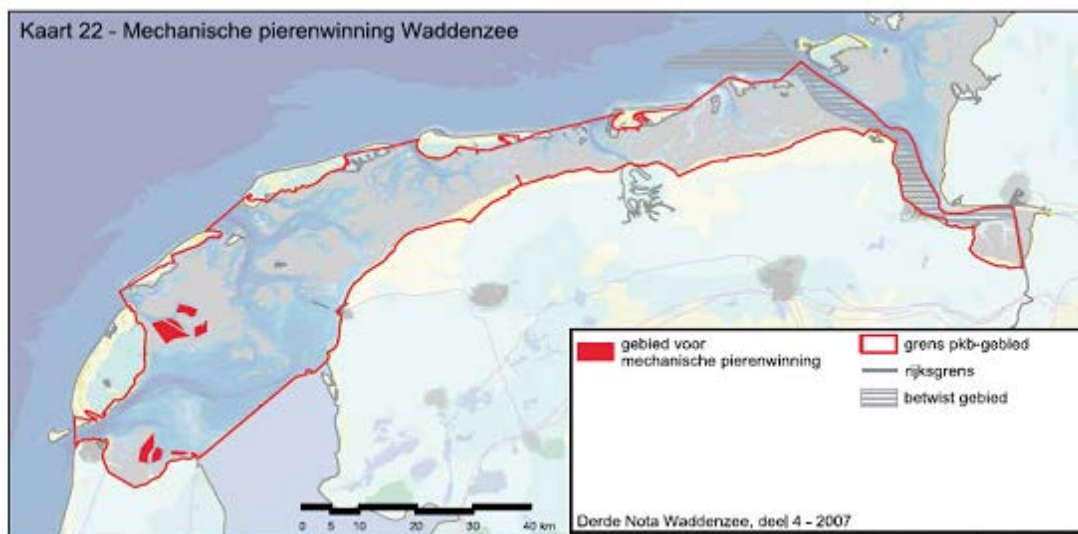 Kaart 22 - Mechanische pierenwinning Waddenzee
gebied voor
mechanische pierenwinning
grens pkb-gebied
rijksgrens
betwist gebied
0 5 10 20 30 40 km
Derde Nota Waddenzee, deel 4 - 2007